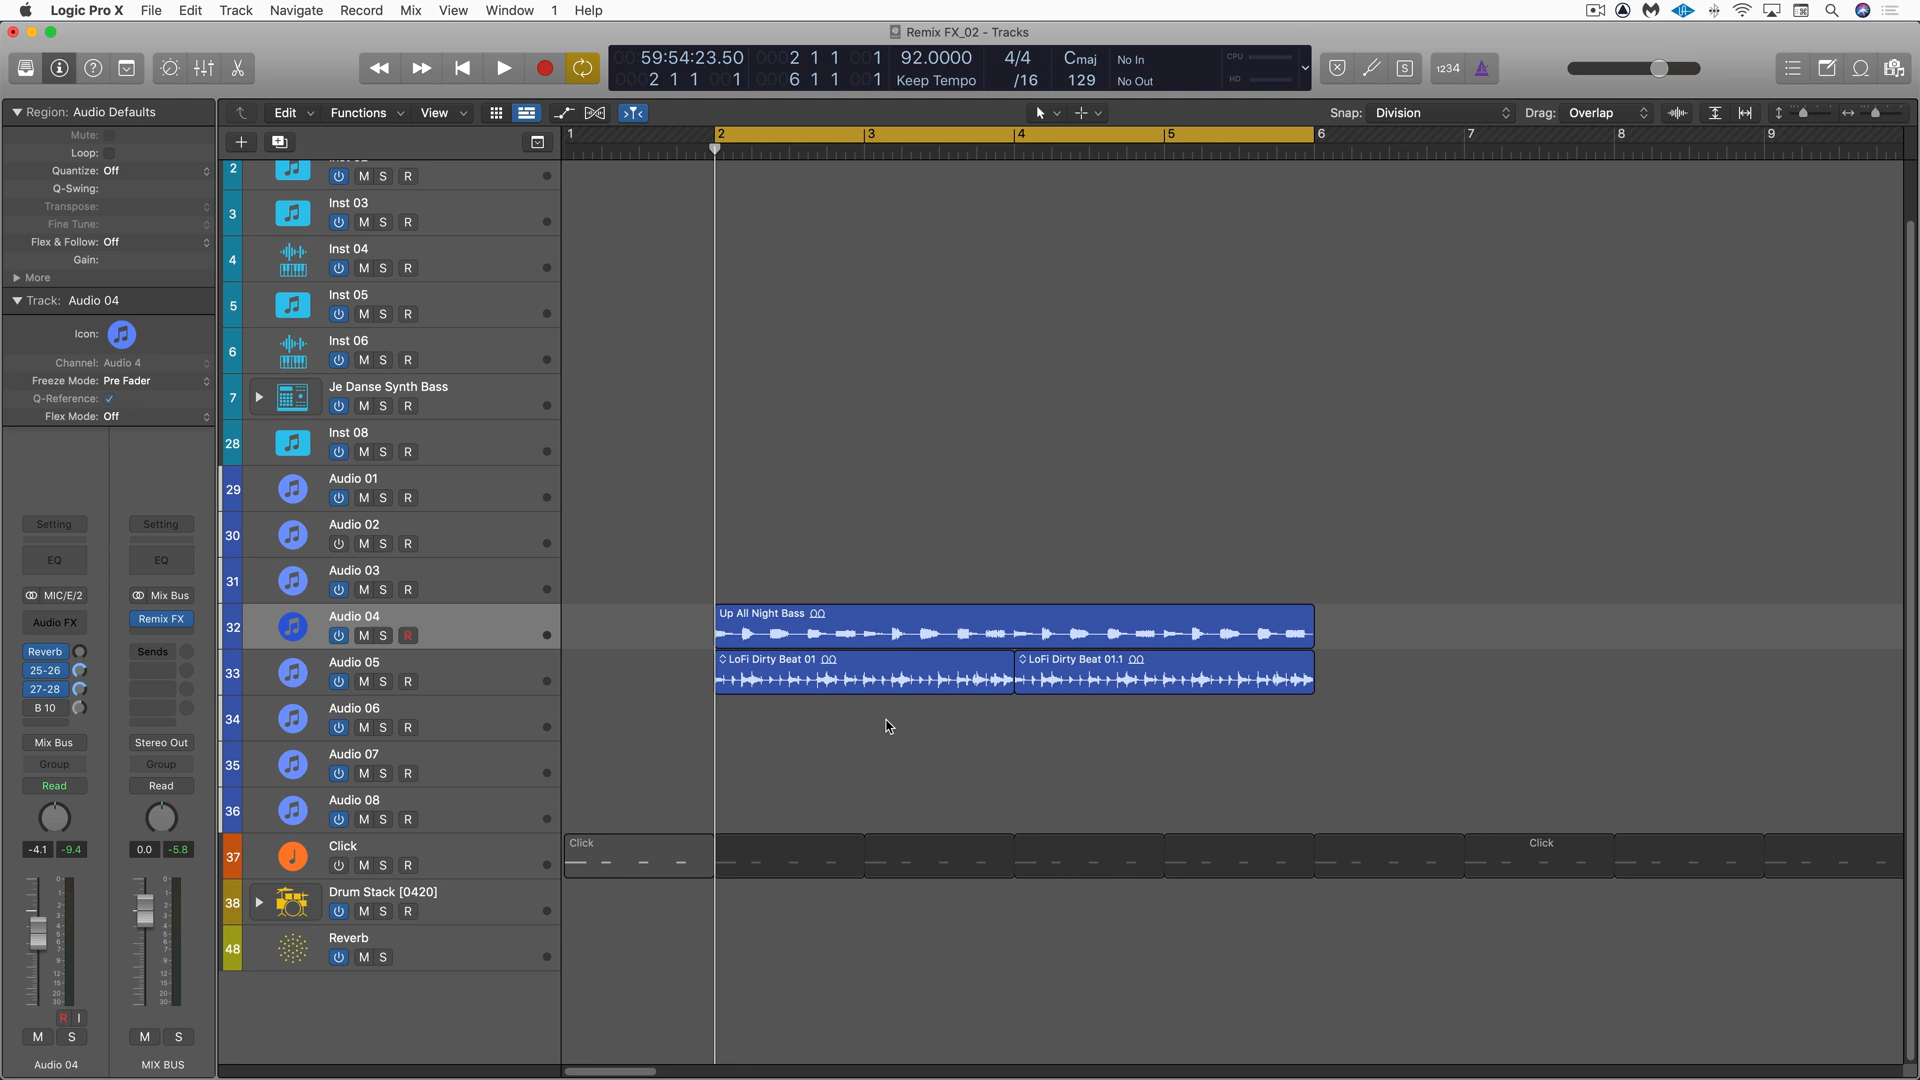 Logic Pro X File Edit Track Navigate Record Mix View Window 1 Help
Remix FX_02 - Tracks
00 59:54:23.50 0002 1 1 001 92.0000 4/4 Cmaj No In CPU
0002 1 1 001 0006 1 1 001 Keep Tempo /16 129 No Out HD
S 1234
Region: Audio Defaults
Edit Functions View Snap: Division Drag: Overlap
Mute:
Loop:
Quantize: Off
Q-Swing:
Transpose:
Fine Tune:
Flex & Follow: Off
Gain:
More
Track: Audio 04
Icon:
Channel: Audio 4
Freeze Mode: Pre Fader
Q-Reference:
Flex Mode: Off
Setting Setting
EQ EQ
MIC/E/2 Mix Bus
Audio FX Remix FX
Reverb Sends
25-26
27-28
B 10
Mix Bus Stereo Out
Group Group
Read Read
-4.1 -9.4 0.0 -5.8
R I
M S M S
Audio 04 MIX BUS
1 2 3 4 5 6 7 8 9
2 M S R
3 Inst 03
M S R
4 Inst 04
M S R
5 Inst 05
M S R
6 Inst 06
M S R
7 Je Danse Synth Bass
M S R
28 Inst 08
M S R
29 Audio 01
M S R
30 Audio 02
M S R
31 Audio 03
M S R
32 Audio 04
M S R
Up All Night Bass
33 Audio 05
M S R
LoFi Dirty Beat 01 LoFi Dirty Beat 01.1
34 Audio 06
M S R
35 Audio 07
M S R
36 Audio 08
M S R
37 Click
M S R
Click Click
38 Drum Stack [0420]
M S R
48 Reverb
M S